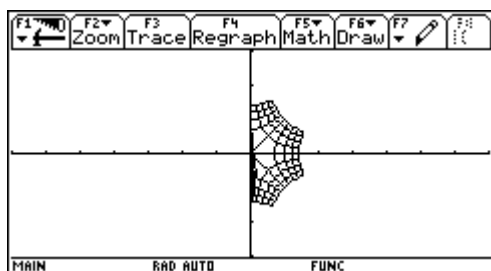 F1 F2 Zoom F3 Trace F4 Regraph F5 Math F6 Draw F7
MAIN RAD AUTO FUNC